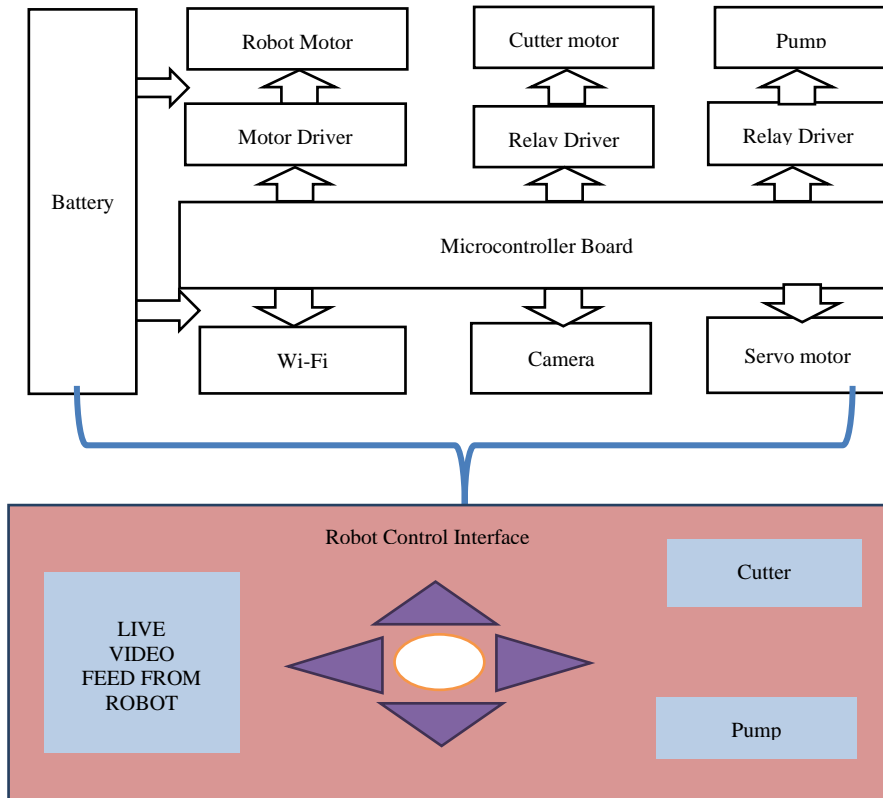 Robot Motor
Cutter motor
Pump
Motor Driver
Relay Driver
Relay Driver
Battery
Microcontroller Board
Wi-Fi
Camera
Servo motor
Robot Control Interface
Cutter
LIVE
VIDEO
FEED FROM
ROBOT
Pump